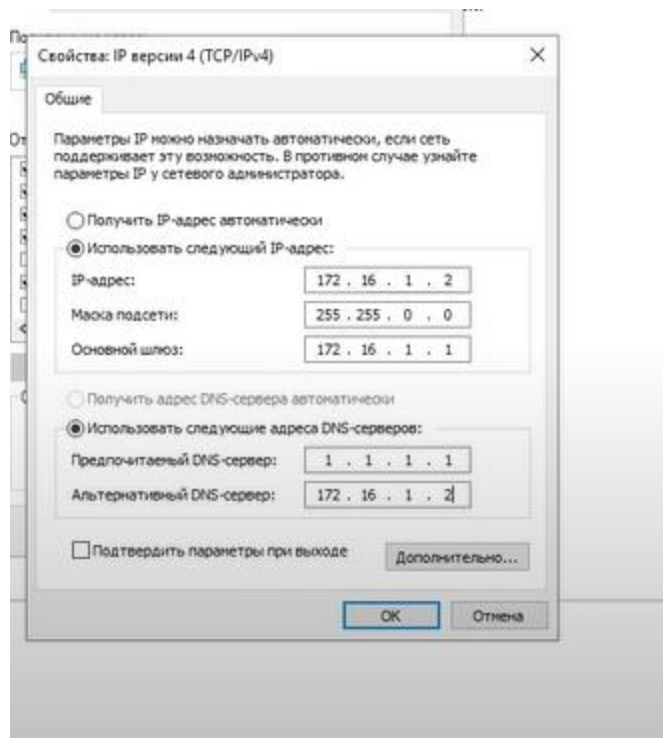 Свойства: IP версии 4 (TCP/IPv4)
Общие
Параметры IP можно назначать автоматически, если сеть
поддерживает эту возможность. В противном случае узнайте
параметры IP у сетевого администратора.
Получить IP-адрес автоматически
Использовать следующий IP-адрес:
IP-адрес: 172 . 16 . 1 . 2
Маска подсети: 255 . 255 . 0 . 0
Основной шлюз: 172 . 16 . 1 . 1
Получить адрес DNS-сервера автоматически
Использовать следующие адреса DNS-серверов:
Предпочитаемый DNS-сервер: 1 . 1 . 1 . 1
Альтернативный DNS-сервер: 172 . 16 . 1 . 2
Подтвердить параметры при выходе
Дополнительно...
ОК
Отмена